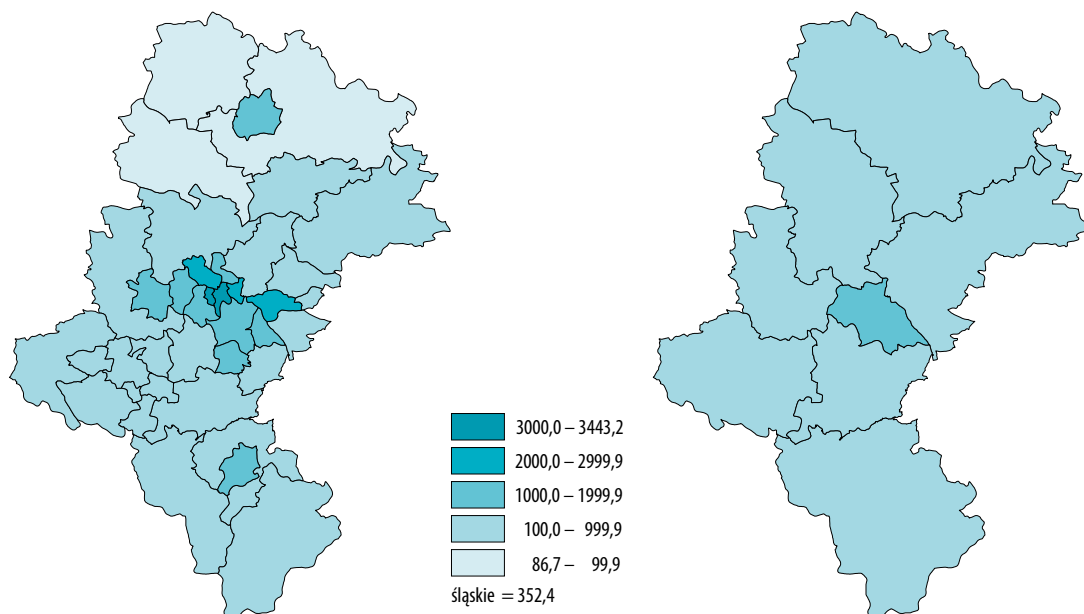 3000,0 – 3443,2
2000,0 – 2999,9
1000,0 – 1999,9
100,0 – 999,9
86,7 – 99,9
śląskie = 352,4